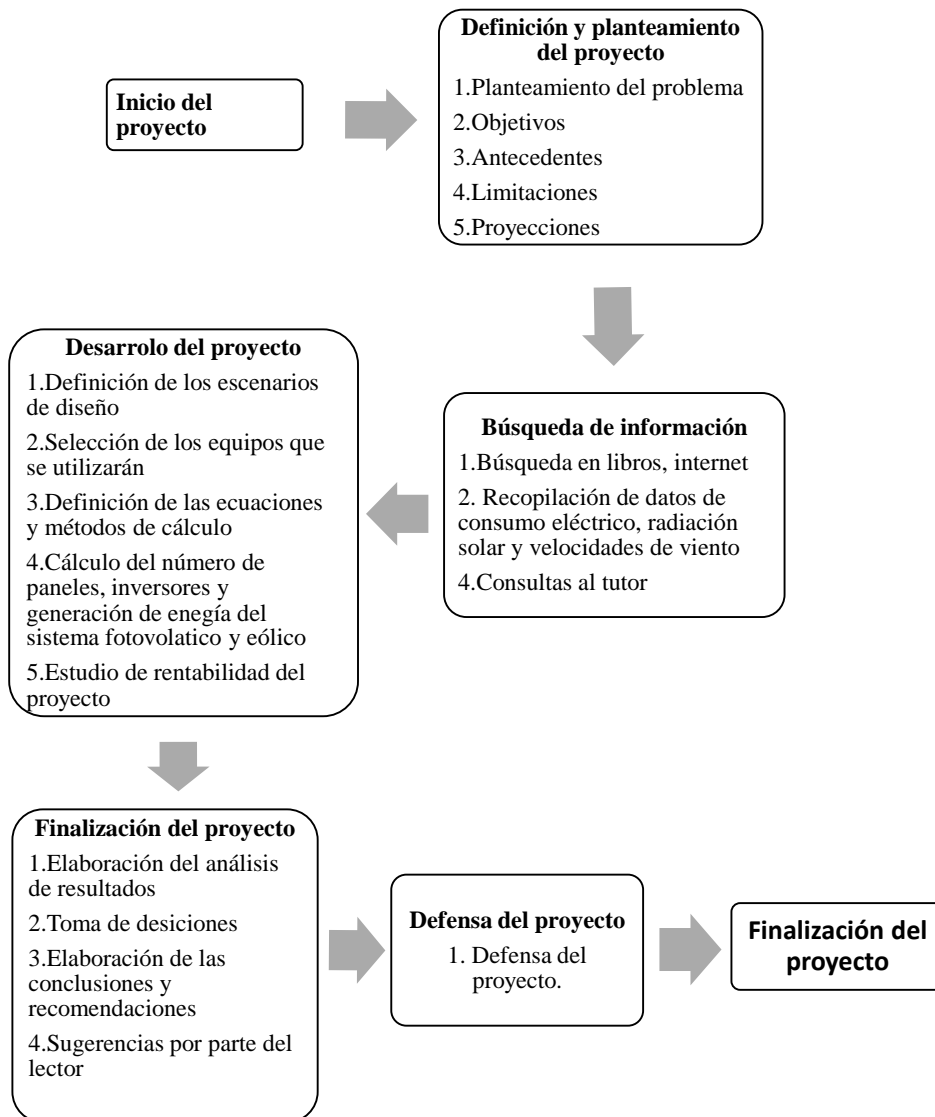 Inicio del
proyecto
Definición y planteamiento
del proyecto
1.Planteamiento del problema
2.Objetivos
3.Antecedentes
4.Limitaciones
5.Proyecciones
Búsqueda de información
1.Búsqueda en libros, internet
2. Recopilación de datos de
consumo eléctrico, radiación
solar y velocidades de viento
4.Consultas al tutor
Desarrolo del proyecto
1.Definición de los escenarios
de diseño
2.Selección de los equipos que
se utilizarán
3.Definición de las ecuaciones
y métodos de cálculo
4.Cálculo del número de
paneles, inversores y
generación de enegía del
sistema fotovolatico y eólico
5.Estudio de rentabilidad del
proyecto
Finalización del proyecto
1.Elaboración del análisis
de resultados
2.Toma de desiciones
3.Elaboración de las
conclusiones y
recomendaciones
4.Sugerencias por parte del
lector
Defensa del proyecto
1. Defensa del
proyecto.
Finalización del
proyecto